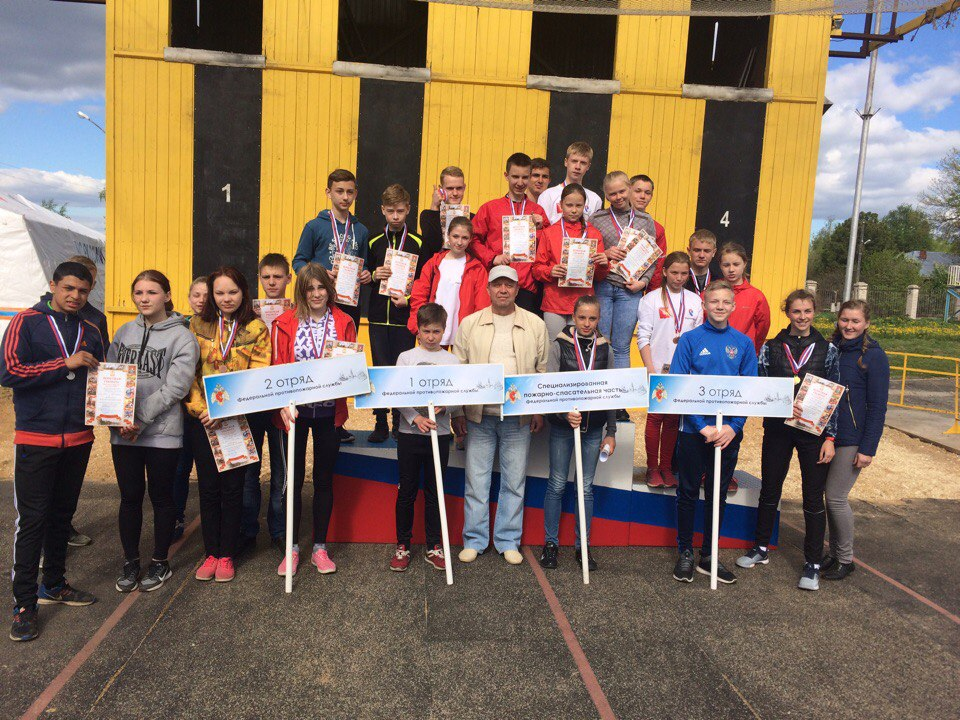 1
4
2 отряд
Федеральной противопожарной службы
1 отряд
Федеральной противопожарной службы
Специализированная
пожарно-спасательная часть
Федеральной противопожарной службы
3 отряд
Федеральной противопожарной службы
EVERLAST